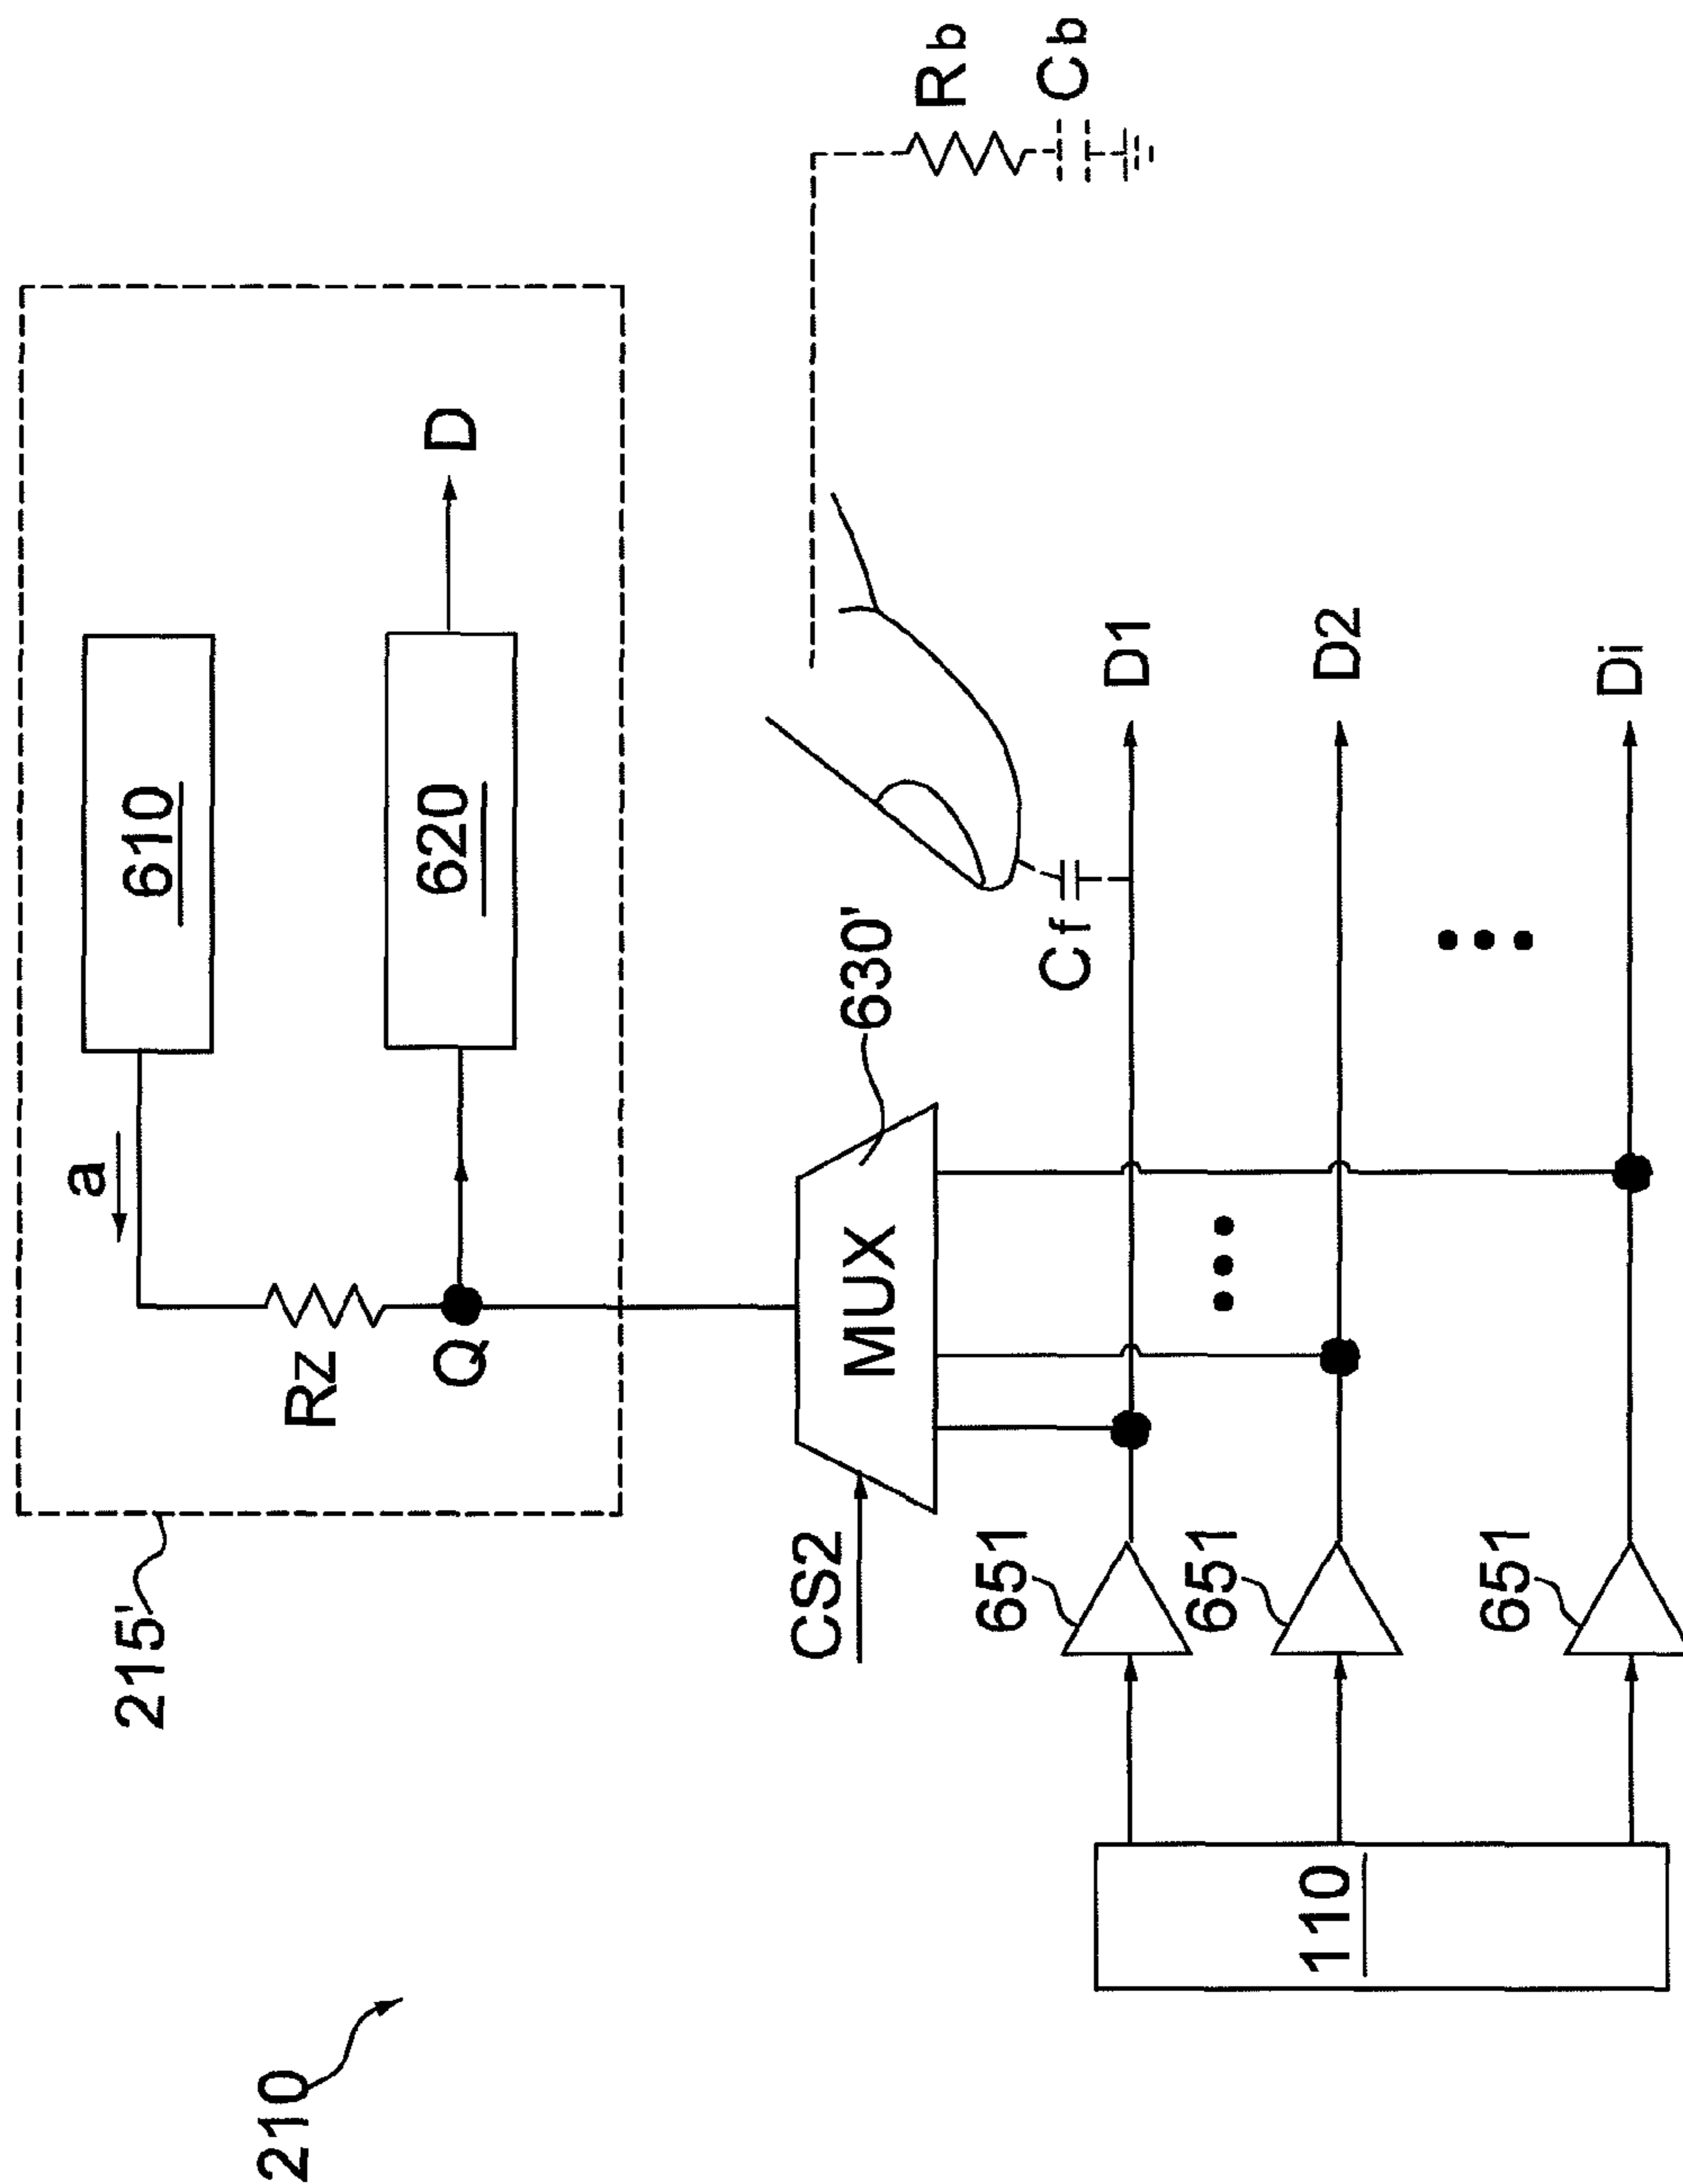 210
215'
a
610
Rz
Q
620
D
CS2
MUX
630'
Rb
Cb
Cf
110
651
D1
651
D2
651
Di